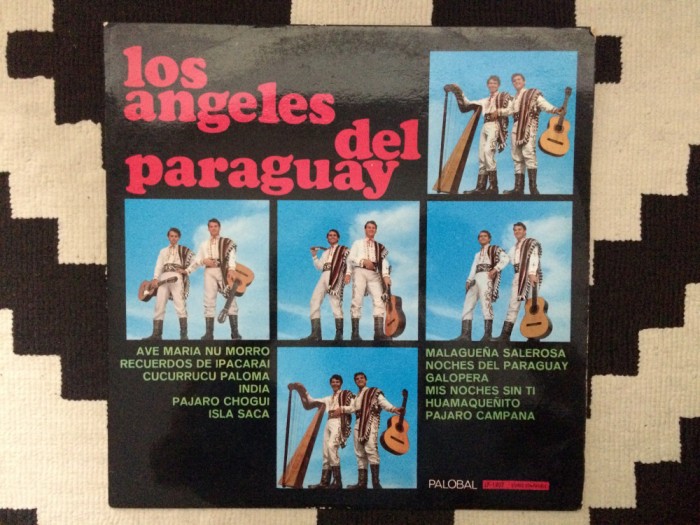 los
angeles
del
paraguay
AVE MARIA NU MORRO
RECUERDOS DE IPACARAI
CUCURRUCU PALOMA
INDIA
PAJARO CHOGUI
ISLA SACA
MALAGUEÑA SALEROSA
NOCHES DEL PARAGUAY
GALOPERA
MIS NOCHES SIN TI
HUAMAQUEÑITO
PAJARO CAMPANA
PALOBAL